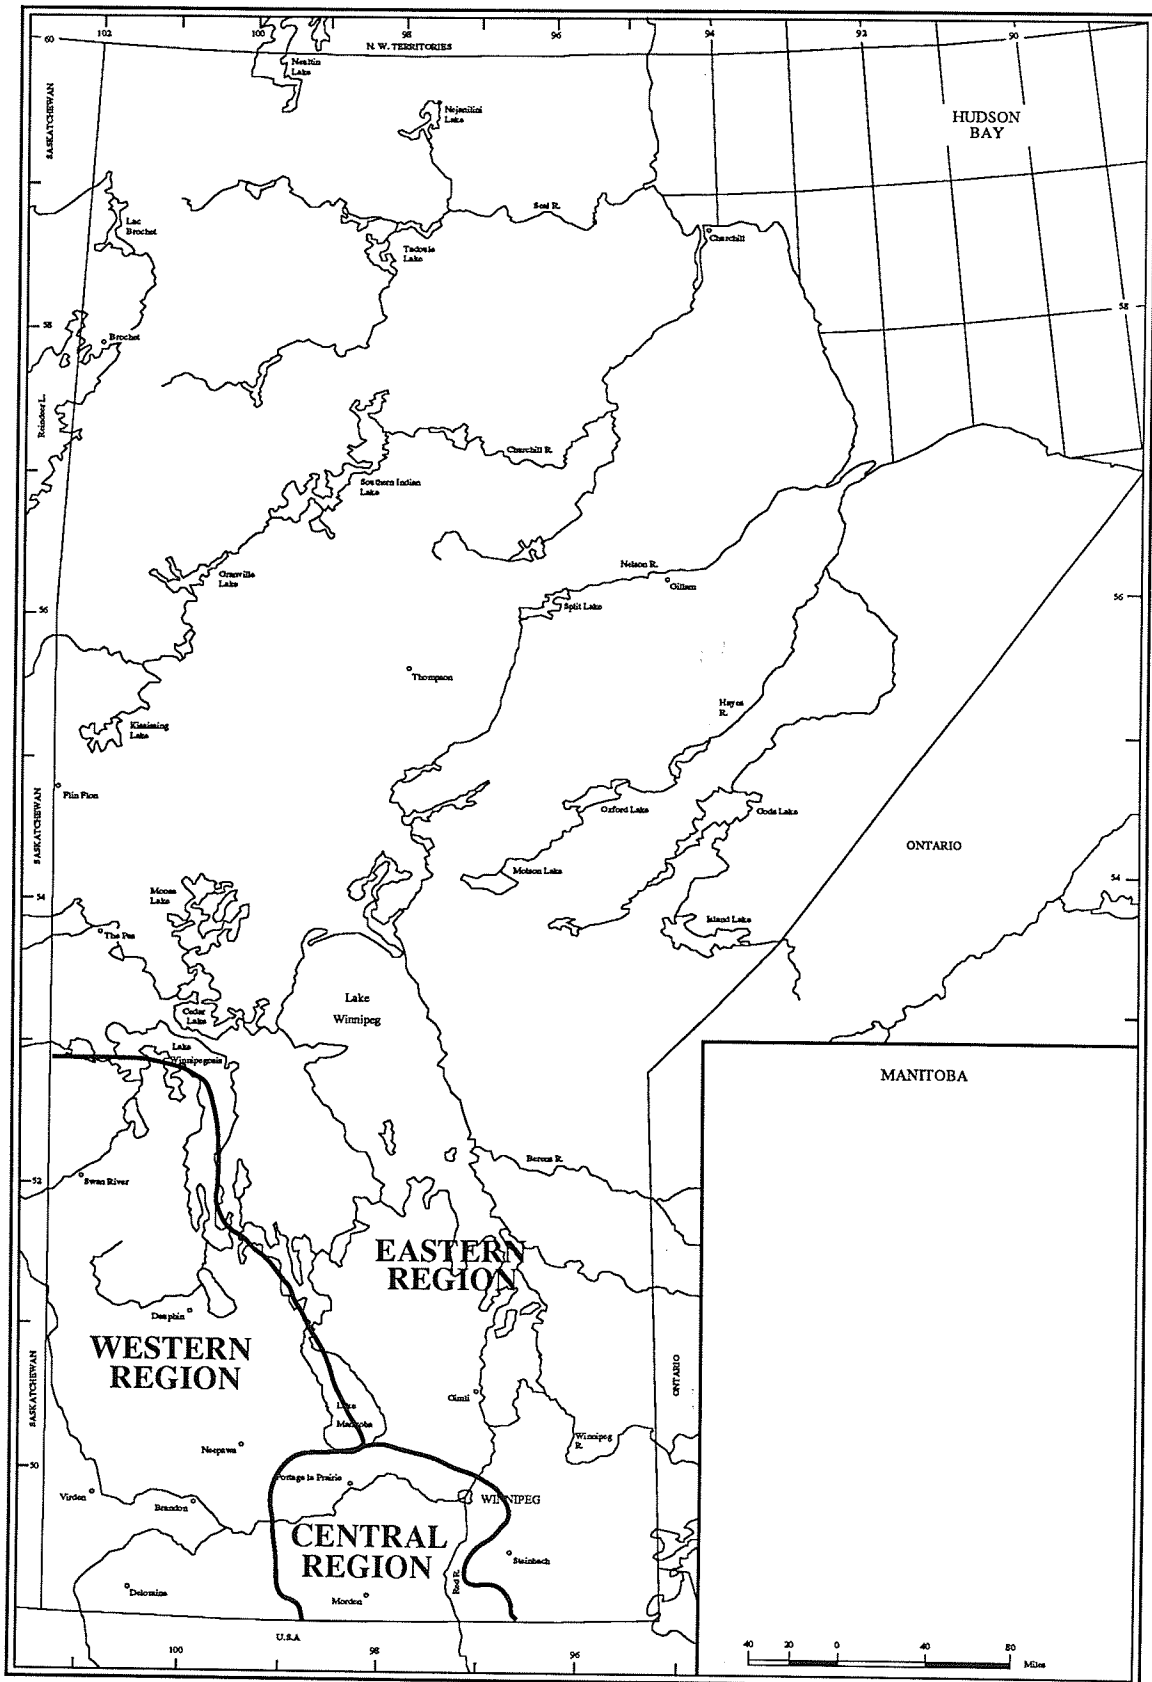 102
100
98
96
94
92
90
60
N. W. TERRITORIES
Lake
Nejanilini
Lake
HUDSON
BAY
SASKATCHEWAN
Seal R.
Lac
Brochet
Tadoule
Lake
Churchill
58
58
Brochet
Reindeer L.
Churchill R.
Southern Indian
Lake
Granville
Lake
Nelson R.
Gillam
56
Split Lake
56
Thompson
Hayes
R.
Kississing
Lake
Flin Flon
SASKATCHEWAN
Oxford Lake
Gods Lake
ONTARIO
Molson Lake
54
Moose
Lake
54
The Pas
Island Lake
Lake
Winnipeg
Cedar
Lake
Lake
Winnipegosis
MANITOBA
Berens R.
52
Swan River
EASTERN
REGION
Dauphin
WESTERN
REGION
SASKATCHEWAN
ONTARIO
Gimli
Lake
Manitoba
Winnipeg
R.
Neepawa
50
Portage la Prairie
Virden
Brandon
WINNIPEG
CENTRAL
REGION
Steinbach
Red R.
Deloraine
Morden
U.S.A
100
98
96
40 20 0 40 80
Miles